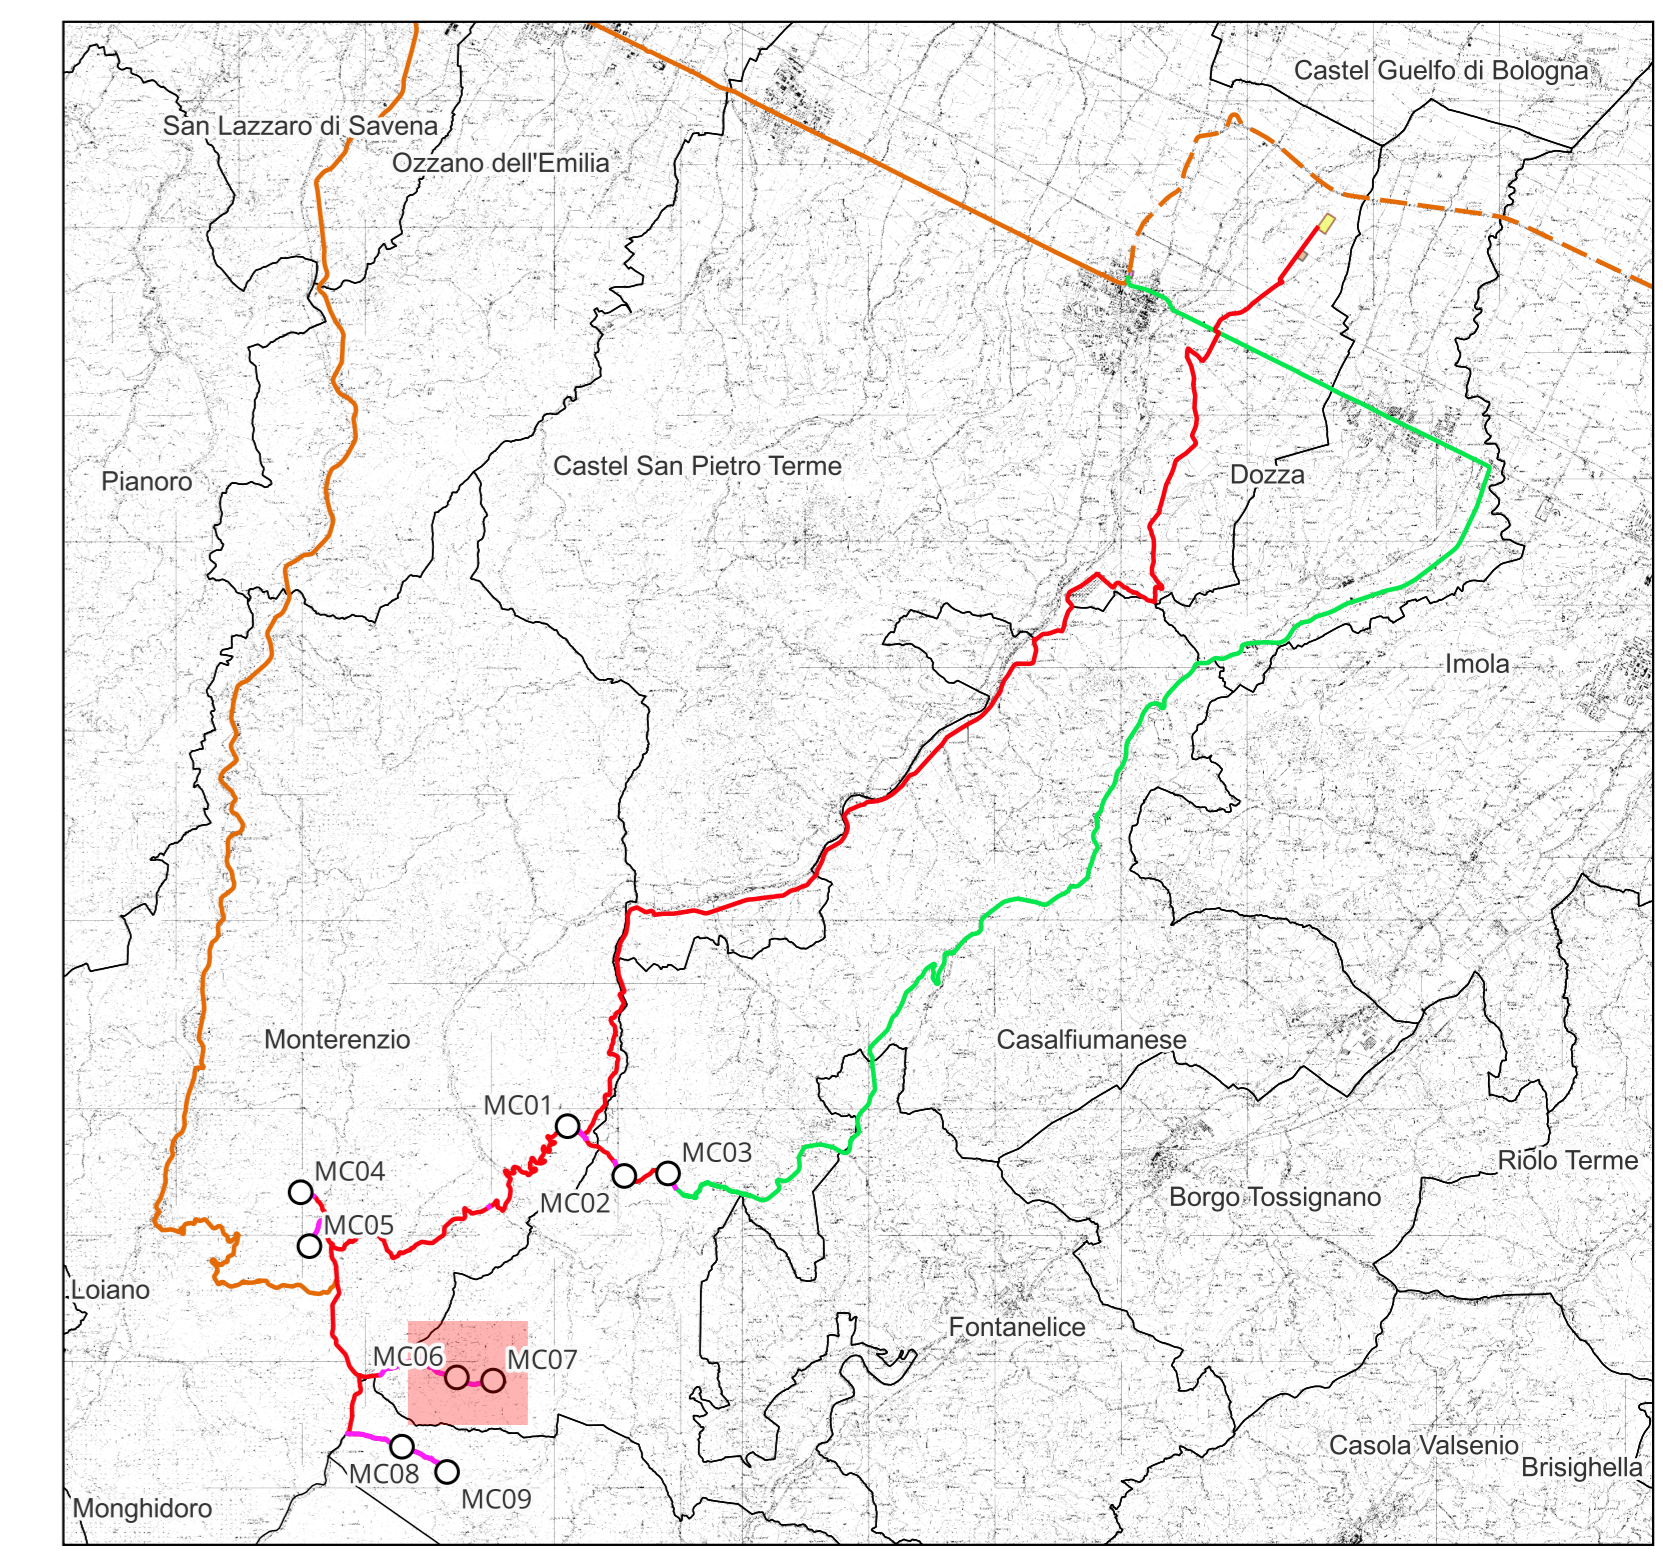 Castel Guelfo di Bologna
San Lazzaro di Savena
Ozzano dell'Emilia
Castel San Pietro Terme
Pianoro
Dozza
Imola
Monterenzio
Casalfiumanese
MC01
MC03
MC04
MC02
Riolo Terme
Borgo Tossignano
MC05
Loiano
Fontanelice
MC06
MC07
Casola Valsenio
Brisighella
MC08
MC09
Monghidoro